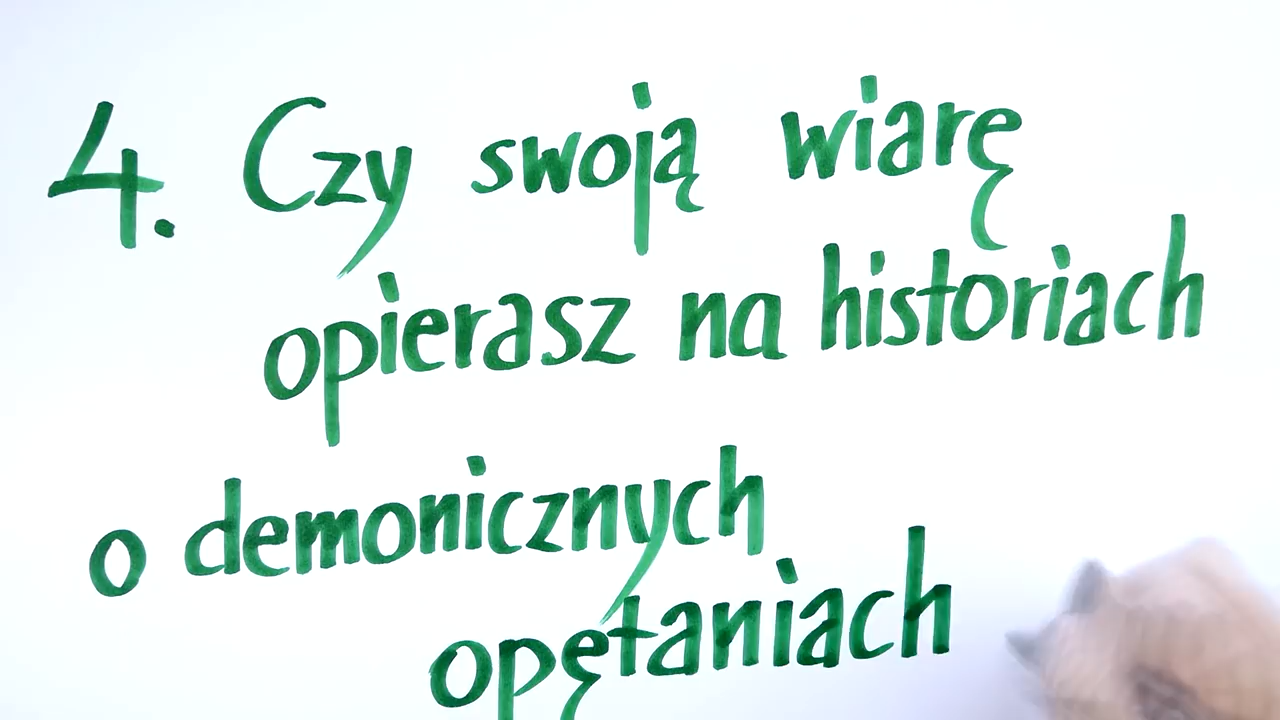 4. Czy swoją wiarę
opierasz na historiach
o demonicznych
opętaniach